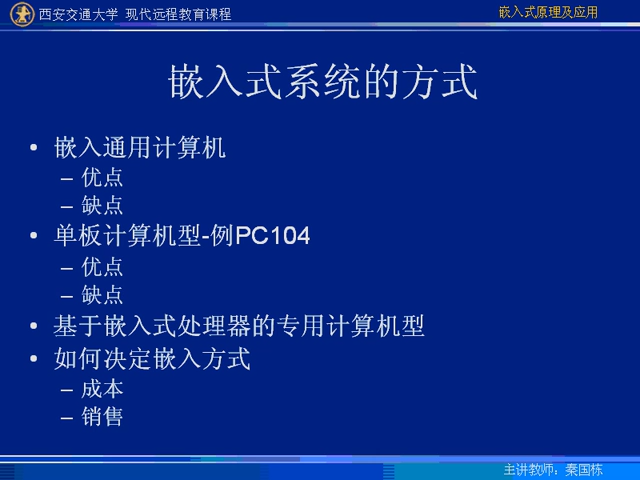 西安交通大学 现代远程教育课程
嵌入式原理及应用
嵌入式系统的方式
• 嵌入通用计算机
– 优点
– 缺点
• 单板计算机型-例PC104
– 优点
– 缺点
• 基于嵌入式处理器的专用计算机型
• 如何决定嵌入方式
– 成本
– 销售
主讲教师：秦国栋